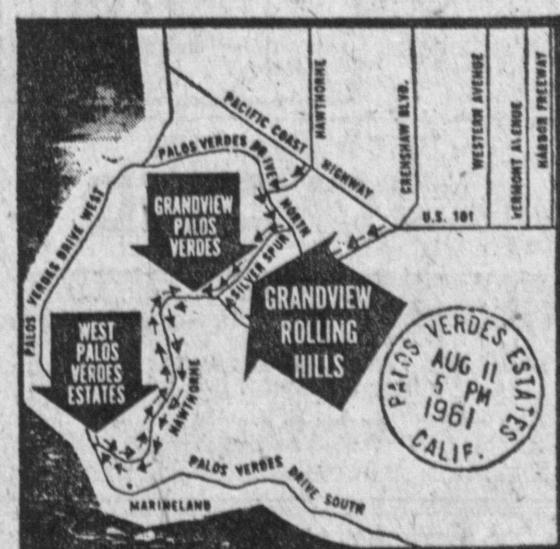 HAWTHORNE
CRENSHAW BLVD.
WESTERN AVENUE
VERMONT ALENUE
HARBOR FREEWAY
PACIFIC COAST HIGHWAY
PALOS VERDES DRIVE NORTH
U.S. 101
PALOS VERDES DRIVE WEST
GRANDVIEW
PALOS
VERDES
SILVER SPUR
GRANDVIEW
ROLLING
HILLS
WEST
PALOS
VERDES
ESTATES
HAWTHORNE
PALOS VERDES ESTATES
AUG 11
5 PM
1961
CALIF.
PALOS VERDES DRIVE SOUTH
MARINELAND